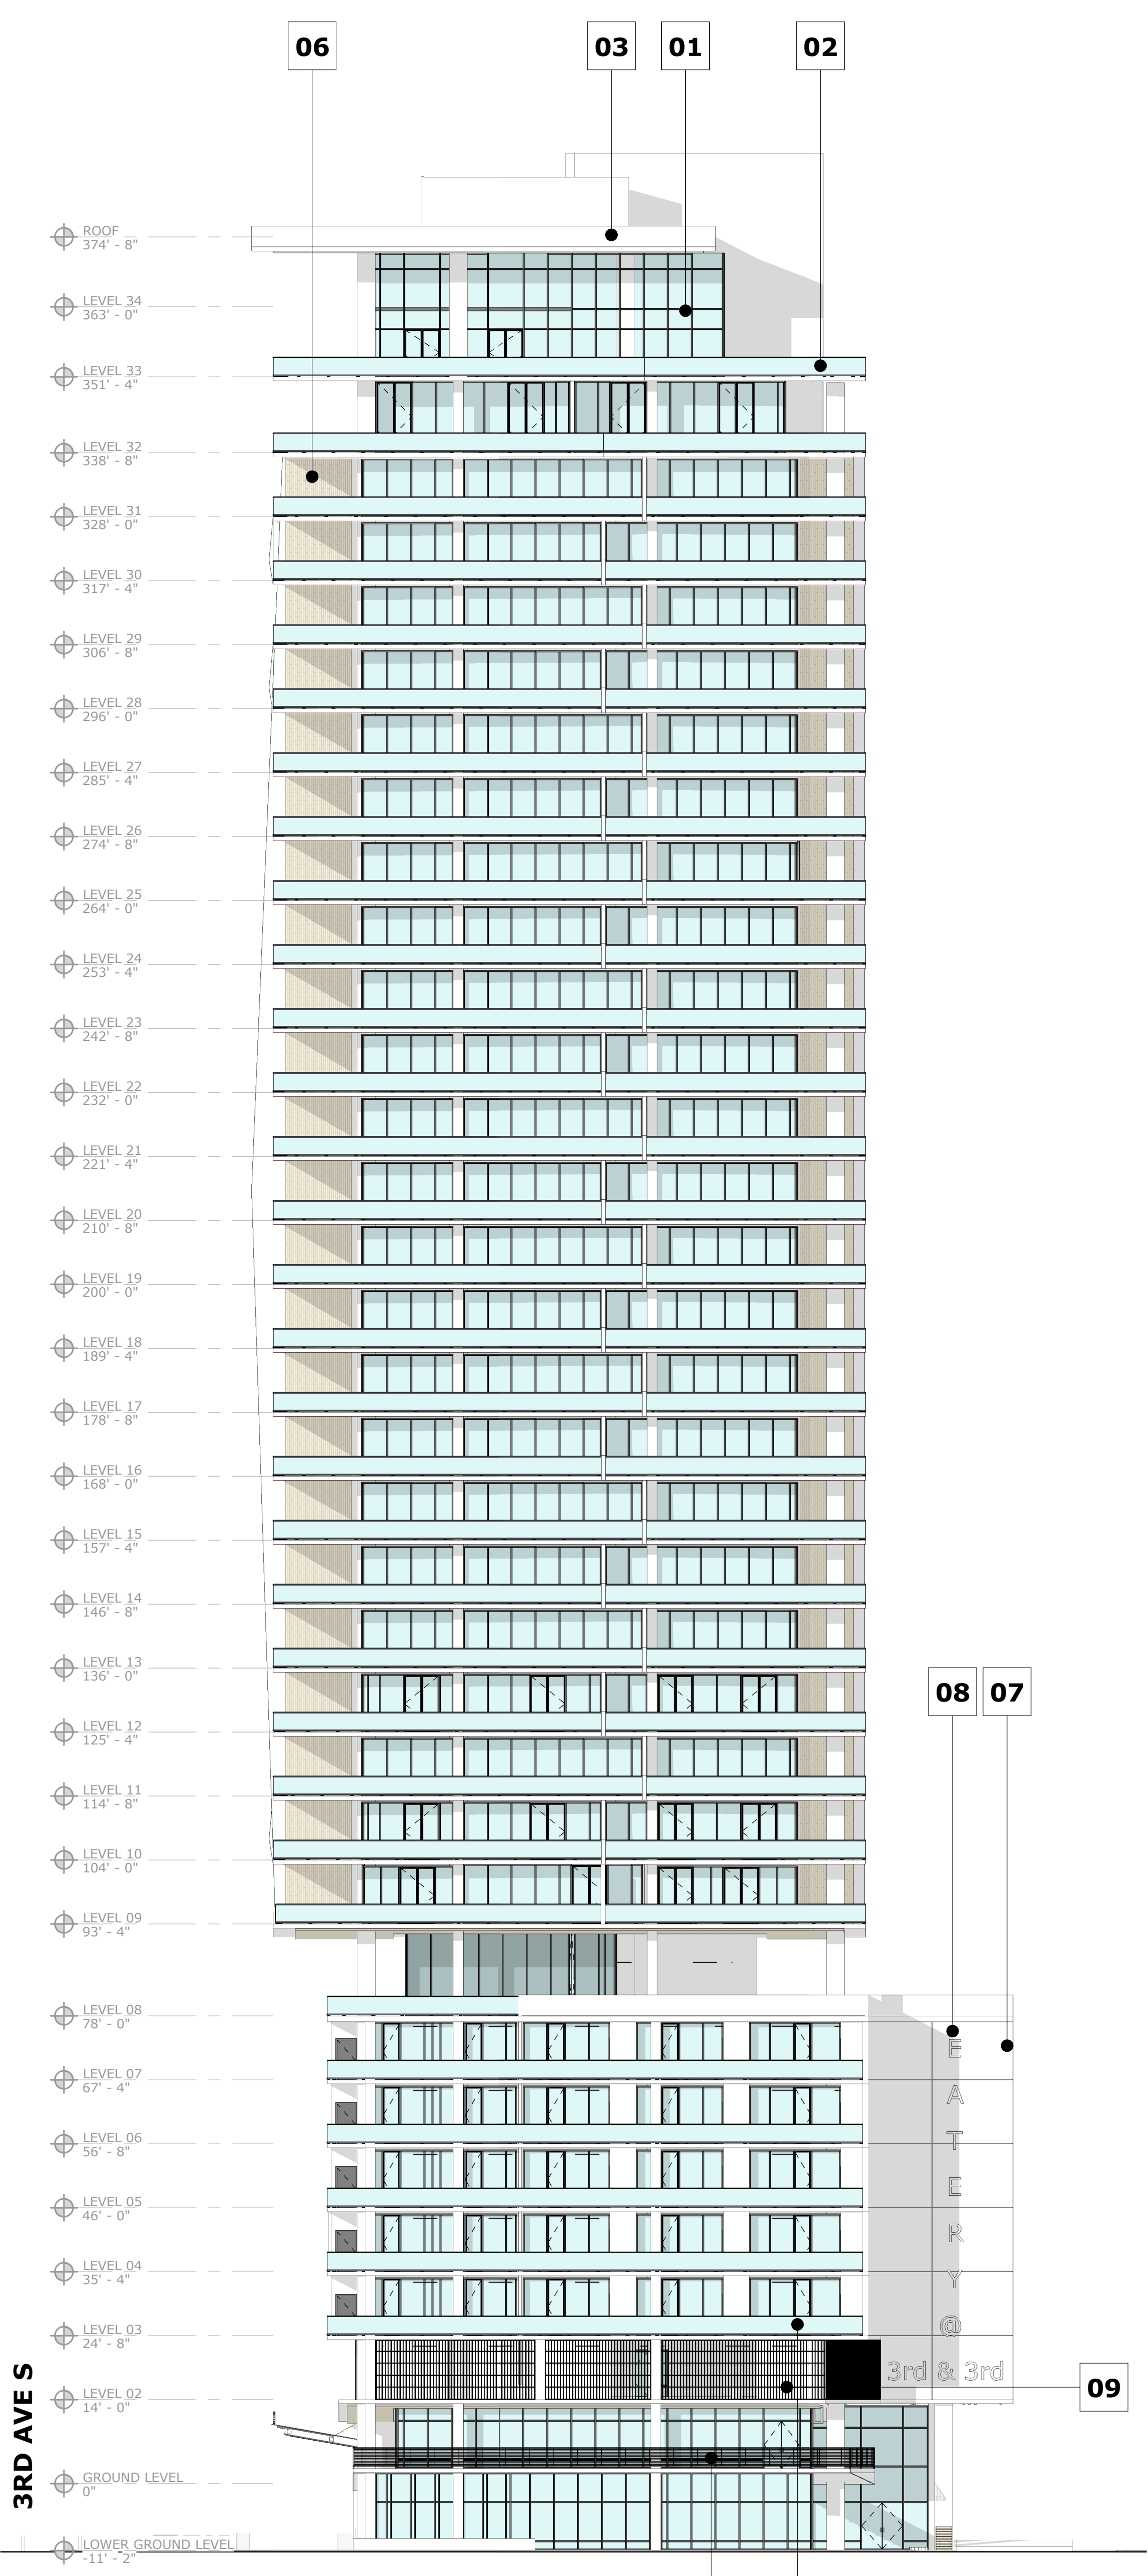 06
03
01
02
ROOF
374' - 8"
LEVEL 34
363' - 0"
LEVEL 33
351' - 4"
LEVEL 32
338' - 8"
LEVEL 31
328' - 0"
LEVEL 30
317' - 4"
LEVEL 29
306' - 8"
LEVEL 28
296' - 0"
LEVEL 27
285' - 4"
LEVEL 26
274' - 8"
LEVEL 25
264' - 0"
LEVEL 24
253' - 4"
LEVEL 23
242' - 8"
LEVEL 22
232' - 0"
LEVEL 21
221' - 4"
LEVEL 20
210' - 8"
LEVEL 19
200' - 0"
LEVEL 18
189' - 4"
LEVEL 17
178' - 8"
LEVEL 16
168' - 0"
LEVEL 15
157' - 4"
LEVEL 14
146' - 8"
LEVEL 13
136' - 0"
08
07
LEVEL 12
125' - 4"
LEVEL 11
114' - 8"
LEVEL 10
104' - 0"
LEVEL 09
93' - 4"
LEVEL 08
78' - 0"
LEVEL 07
67' - 4"
LEVEL 06
56' - 8"
LEVEL 05
46' - 0"
LEVEL 04
35' - 4"
LEVEL 03
24' - 8"
LEVEL 02
14' - 0"
GROUND LEVEL
0"
LOWER GROUND LEVEL
-11' - 2"
EATERY@
3rd & 3rd
09
3RD AVE S